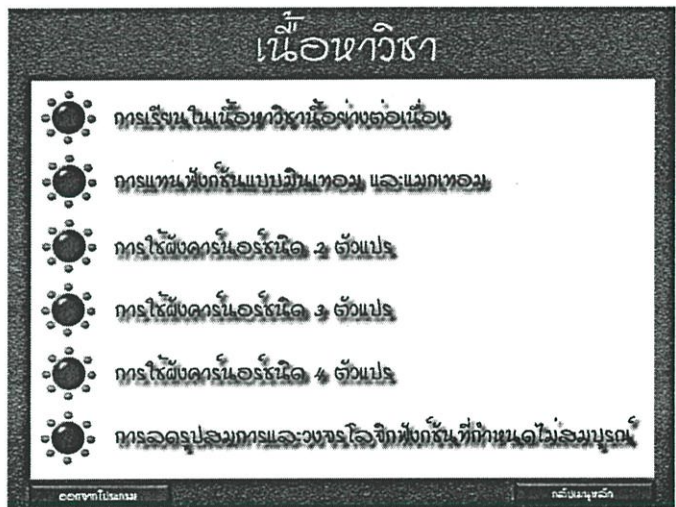 เนื้อหาวิชา
การเรียนในเนื้อหาวิชานี้อย่างต่อเนื่อง
การแทนฟังก์ชันแบบมินเทอม และแมกเทอม
การใช้ผังคาร์นอร์ชนิด 2 ตัวแปร
การใช้ผังคาร์นอร์ชนิด 3 ตัวแปร
การใช้ผังคาร์นอร์ชนิด 4 ตัวแปร
การลดรูปสมการและวงจรโลจิกฟังก์ชันที่กำหนดไม่สมบูรณ์
ออกจากโปรแกรม
กลับเมนูหลัก